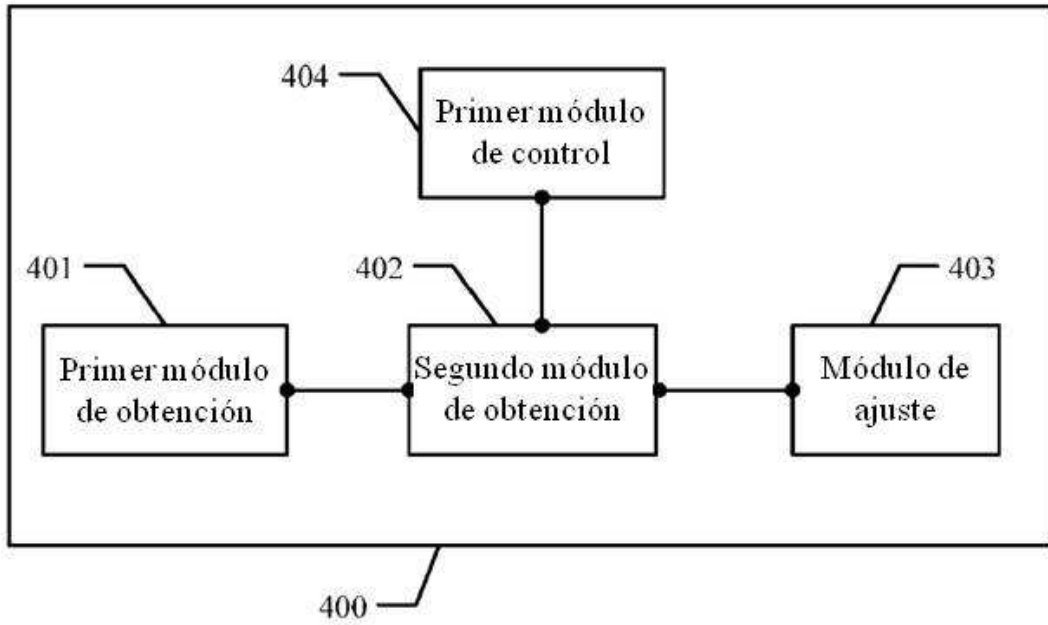 404
Primer módulo
de control
401
402
403
Primer módulo
de obtención
Segundo módulo
de obtención
Módulo de
ajuste
400